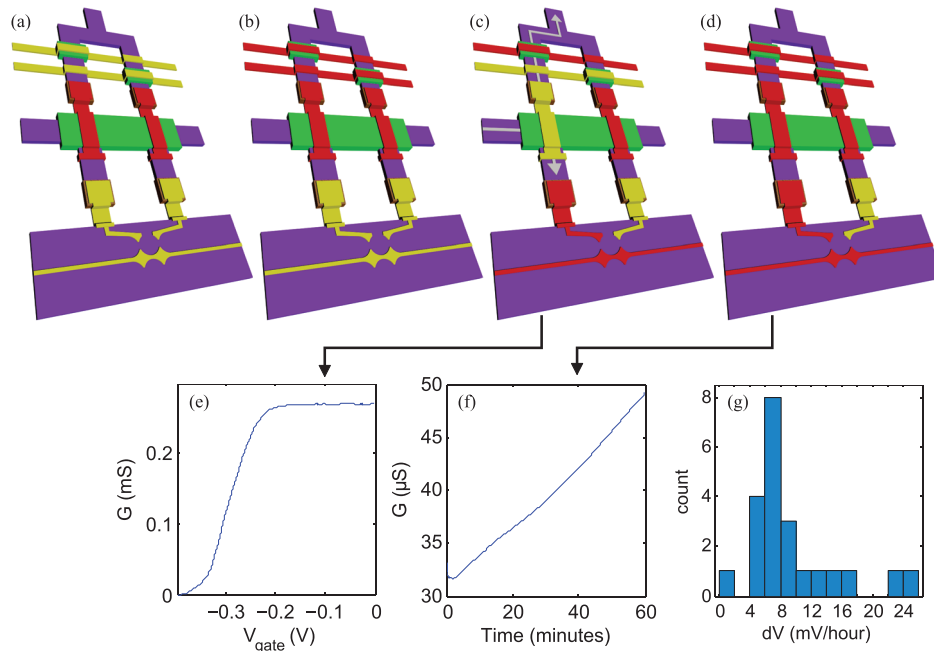 (a) (b) (c) (d)
(e) (f) (g)
G (mS)
0.2
0.1
0
−0.3 −0.2 −0.1 0
V_gate (V)
G (µS)
50
45
40
35
30
0 20 40 60
Time (minutes)
count
8
6
4
2
0
0 4 8 12 16 20 24
dV (mV/hour)